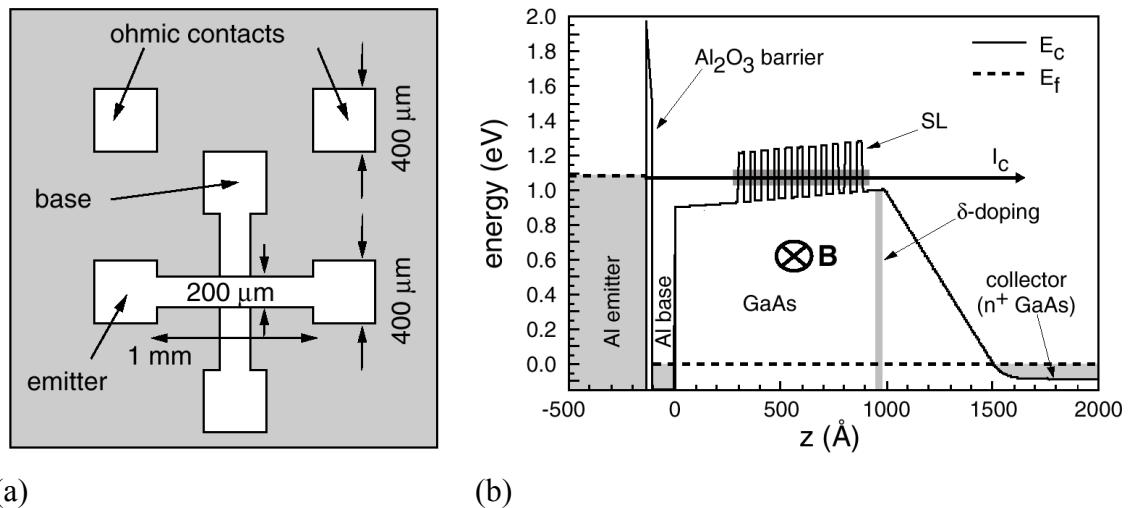 ohmic contacts
400 μm
base
200 μm
400 μm
1 mm
emitter
(a)
2.0
1.8
1.6
1.4
1.2
1.0
0.8
0.6
0.4
0.2
0.0
energy (eV)
Al₂O₃ barrier
E_c
E_f
SL
I_c
δ-doping
B
GaAs
collector
(n⁺ GaAs)
Al emitter
Al base
-500 0 500 1000 1500 2000
z (Å)
(b)